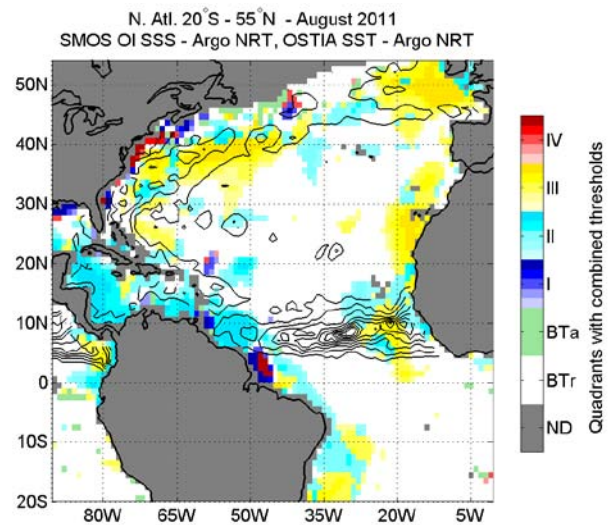 N. Atl. 20°S - 55°N - August 2011
SMOS OI SSS - Argo NRT, OSTIA SST - Argo NRT
50N
40N
30N
20N
10N
0
10S
20S
80W
65W
50W
35W
20W
5W
IV
III
II
I
BTa
BTr
ND
Quadrants with combined thresholds